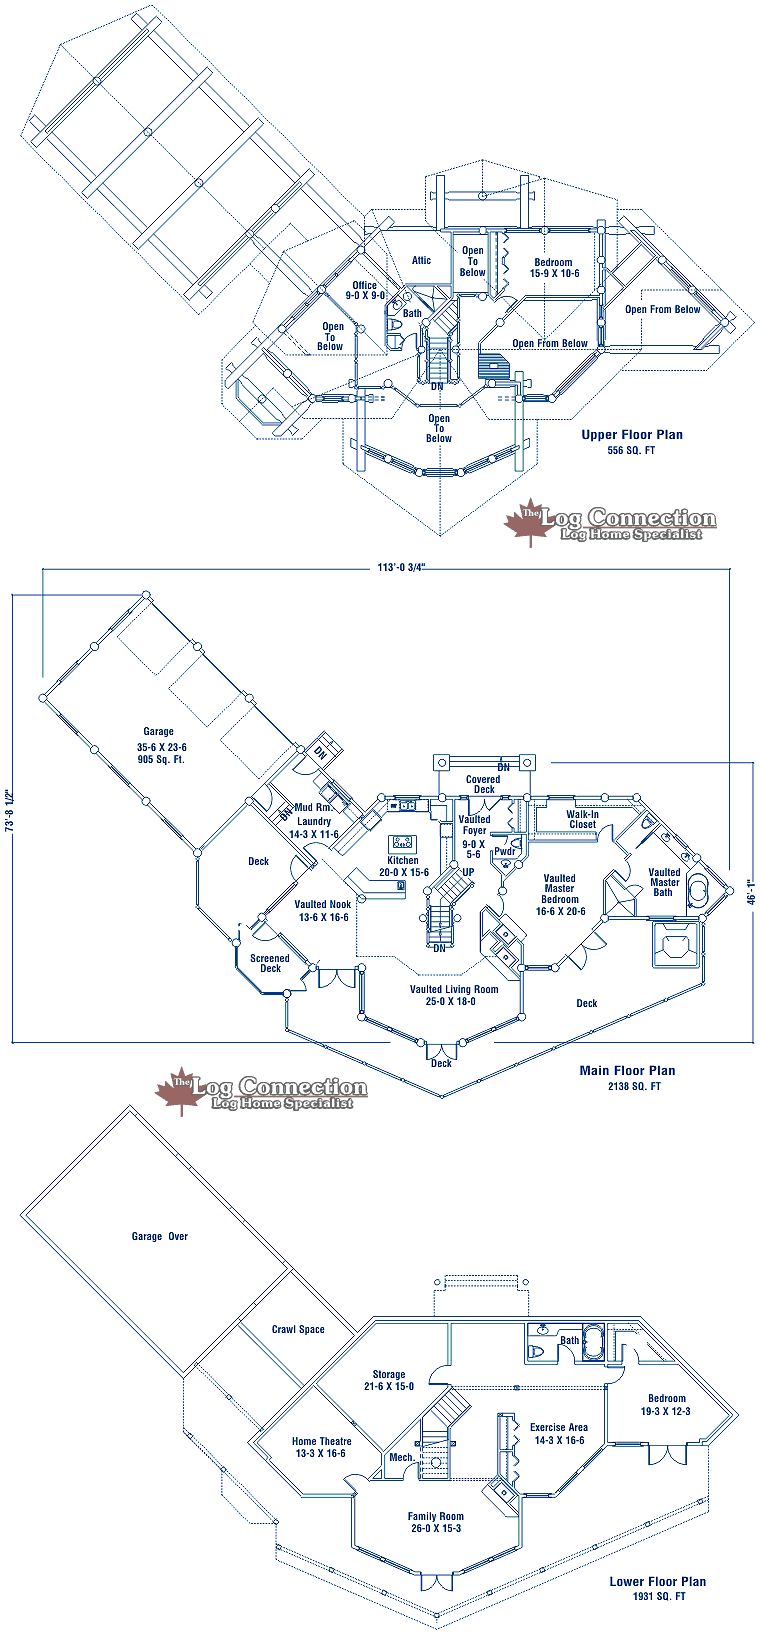 Open
To
Below
Attic
Bedroom
15-9 X 10-6
Office
9-0 X 9-0
Bath
Open From Below
Open
To
Below
Open From Below
DN
Open
To
Below
Upper Floor Plan
556 SQ. FT
The Log Connection
Log Home Specialist
113'-0 3/4"
73'-8 1/2"
46'-1"
Garage
35-6 X 23-6
905 Sq. Ft.
DN
DN
Covered
Deck
DN
Mud Rm.
Laundry
14-3 X 11-6
Vaulted
Foyer
9-0 X
5-6
Walk-In
Closet
Pwdr
Kitchen
20-0 X 15-6
UP
Deck
Vaulted
Master
Bedroom
16-6 X 20-6
Vaulted
Master
Bath
Vaulted Nook
13-6 X 16-6
DN
Screened
Deck
Vaulted Living Room
25-0 X 18-0
Deck
Deck
Main Floor Plan
2138 SQ. FT
The Log Connection
Log Home Specialist
Garage Over
Crawl Space
Bath
Storage
21-6 X 15-0
Bedroom
19-3 X 12-3
Exercise Area
14-3 X 16-6
Home Theatre
13-3 X 16-6
Mech.
Family Room
26-0 X 15-3
Lower Floor Plan
1931 SQ. FT